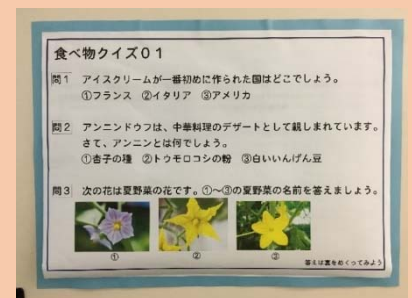 食べ物クイズ01
問1 アイスクリームが一番初めに作られた国はどこでしょう。
①フランス ②イタリア ③アメリカ
問2 アンニンドウフは、中華料理のデザートとして親しまれています。
さて、アンニンとは何でしょう。
①杏子の種 ②トウモロコシの粉 ③白いいんげん豆
問3 次の花は夏野菜の花です。①~③の夏野菜の名前を答えましょう。
① ② ③
答えは裏をめくってみよう